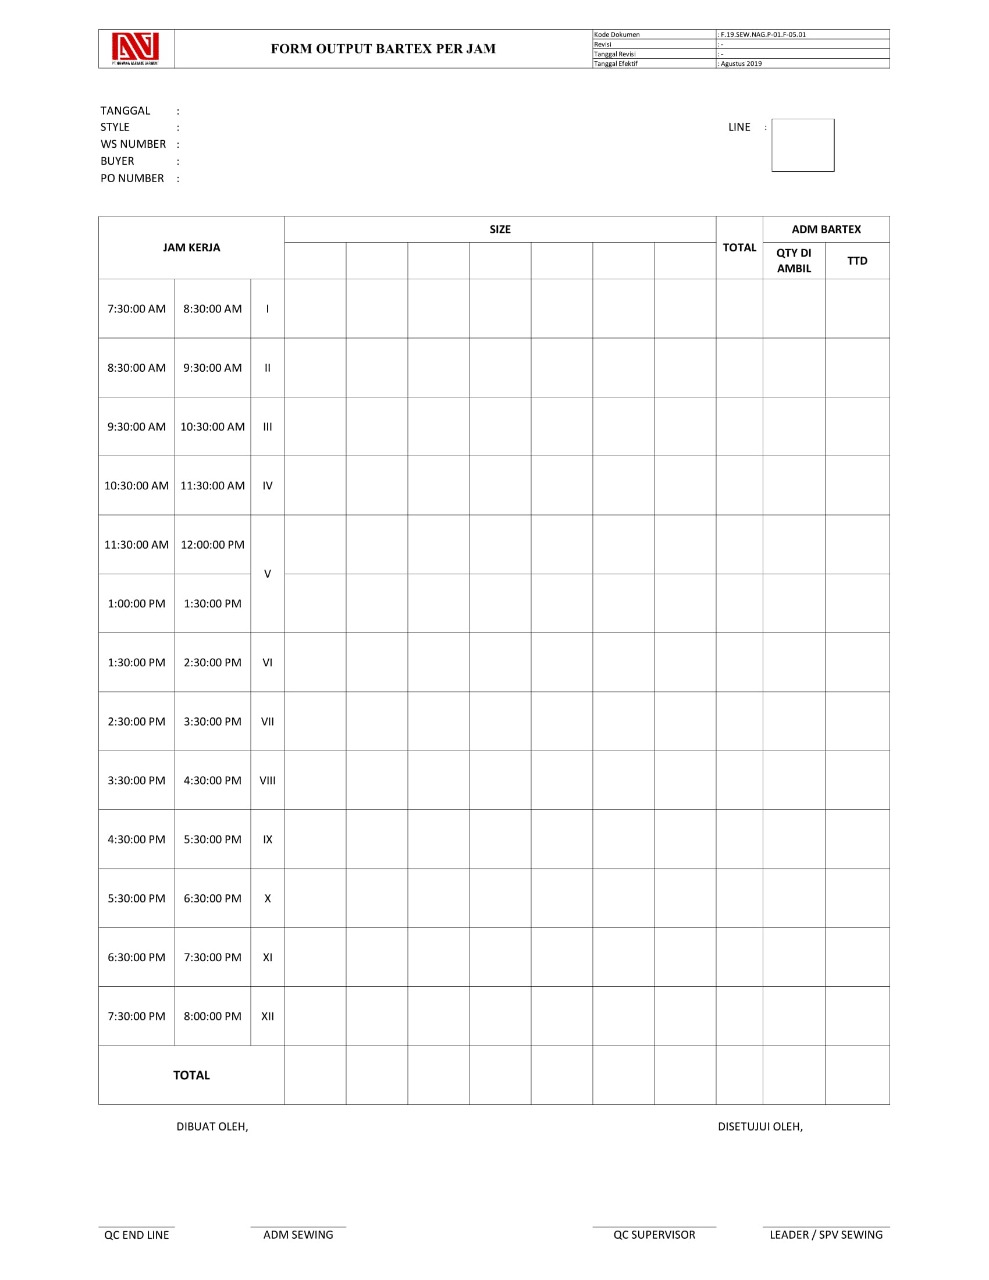 FORM OUTPUT BARTEX PER JAM
Kode Dokumen : F.19.SEW.NAG.P-01.F-05.01
Revisi : -
Tanggal Revisi : -
Tanggal Efektif : Agustus 2019
TANGGAL :
STYLE :
WS NUMBER :
BUYER :
PO NUMBER :
LINE :
JAM KERJA SIZE TOTAL ADM BARTEX
QTY DI AMBIL TTD
7:30:00 AM 8:30:00 AM I
8:30:00 AM 9:30:00 AM II
9:30:00 AM 10:30:00 AM III
10:30:00 AM 11:30:00 AM IV
11:30:00 AM 12:00:00 PM
V
1:00:00 PM 1:30:00 PM
1:30:00 PM 2:30:00 PM VI
2:30:00 PM 3:30:00 PM VII
3:30:00 PM 4:30:00 PM VIII
4:30:00 PM 5:30:00 PM IX
5:30:00 PM 6:30:00 PM X
6:30:00 PM 7:30:00 PM XI
7:30:00 PM 8:00:00 PM XII
TOTAL
DIBUAT OLEH, DISETUJUI OLEH,
QC END LINE ADM SEWING QC SUPERVISOR LEADER / SPV SEWING